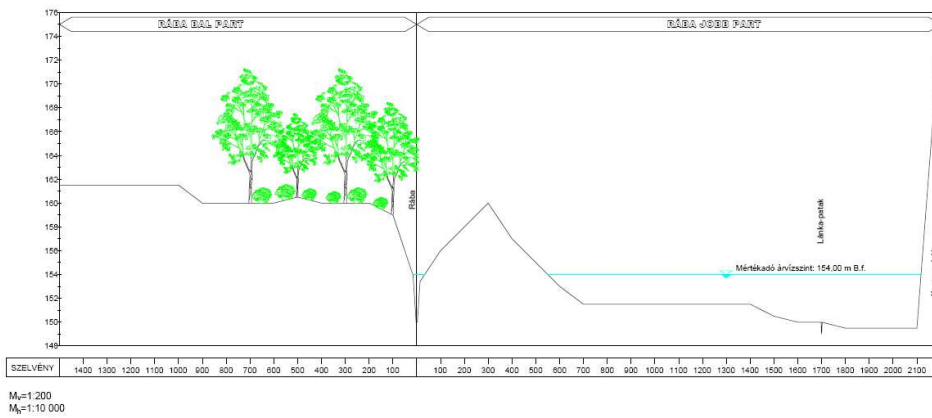 176
RÁBA BAL PART
RÁBA JOBB PART
174
172
170
168
166
164
162
160
158
156
154
152
150
148
Rába
Lánka-patak
Mértékadó árvízszint: 154.00 m B.f.
SZELVÉNY 1400 1300 1200 1100 1000 900 800 700 600 500 400 300 200 100 100 200 300 400 500 600 700 800 900 1000 1100 1200 1300 1400 1500 1600 1700 1800 1900 2000 2100
Mv=1:200
Mh=1:10 000